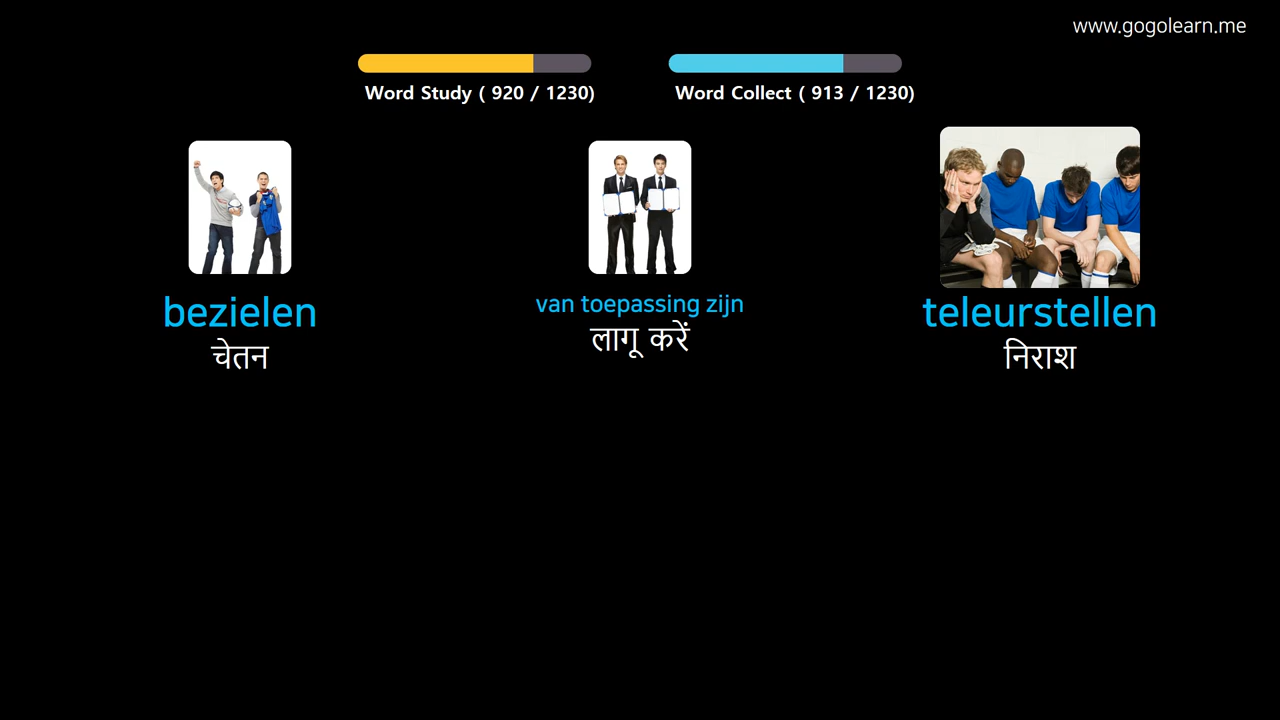 www.gogolearn.me
Word Study ( 920 / 1230)
Word Collect ( 913 / 1230)
bezielen
चेतन
van toepassing zijn
लागू करें
teleurstellen
निराश